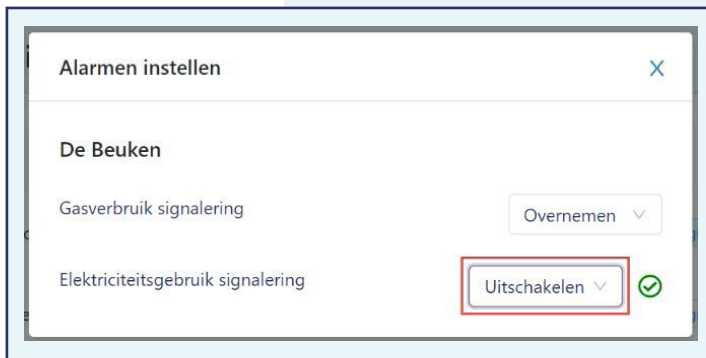 Alarmen instellen X
De Beuken
Gasverbruik signalering Overnemen
Elektriciteitsgebruik signalering Uitschakelen